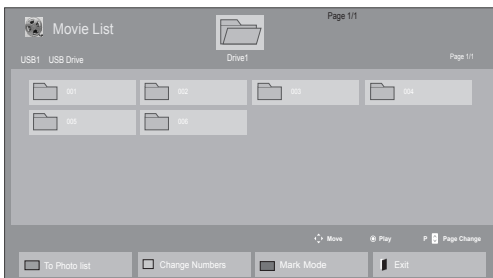 Page 1/1
Movie List
USB1 USB Drive
Drive1
Page 1/1
001 002 003 004
005 006
Move Play P Page Change
To Photo list Change Numbers Mark Mode Exit